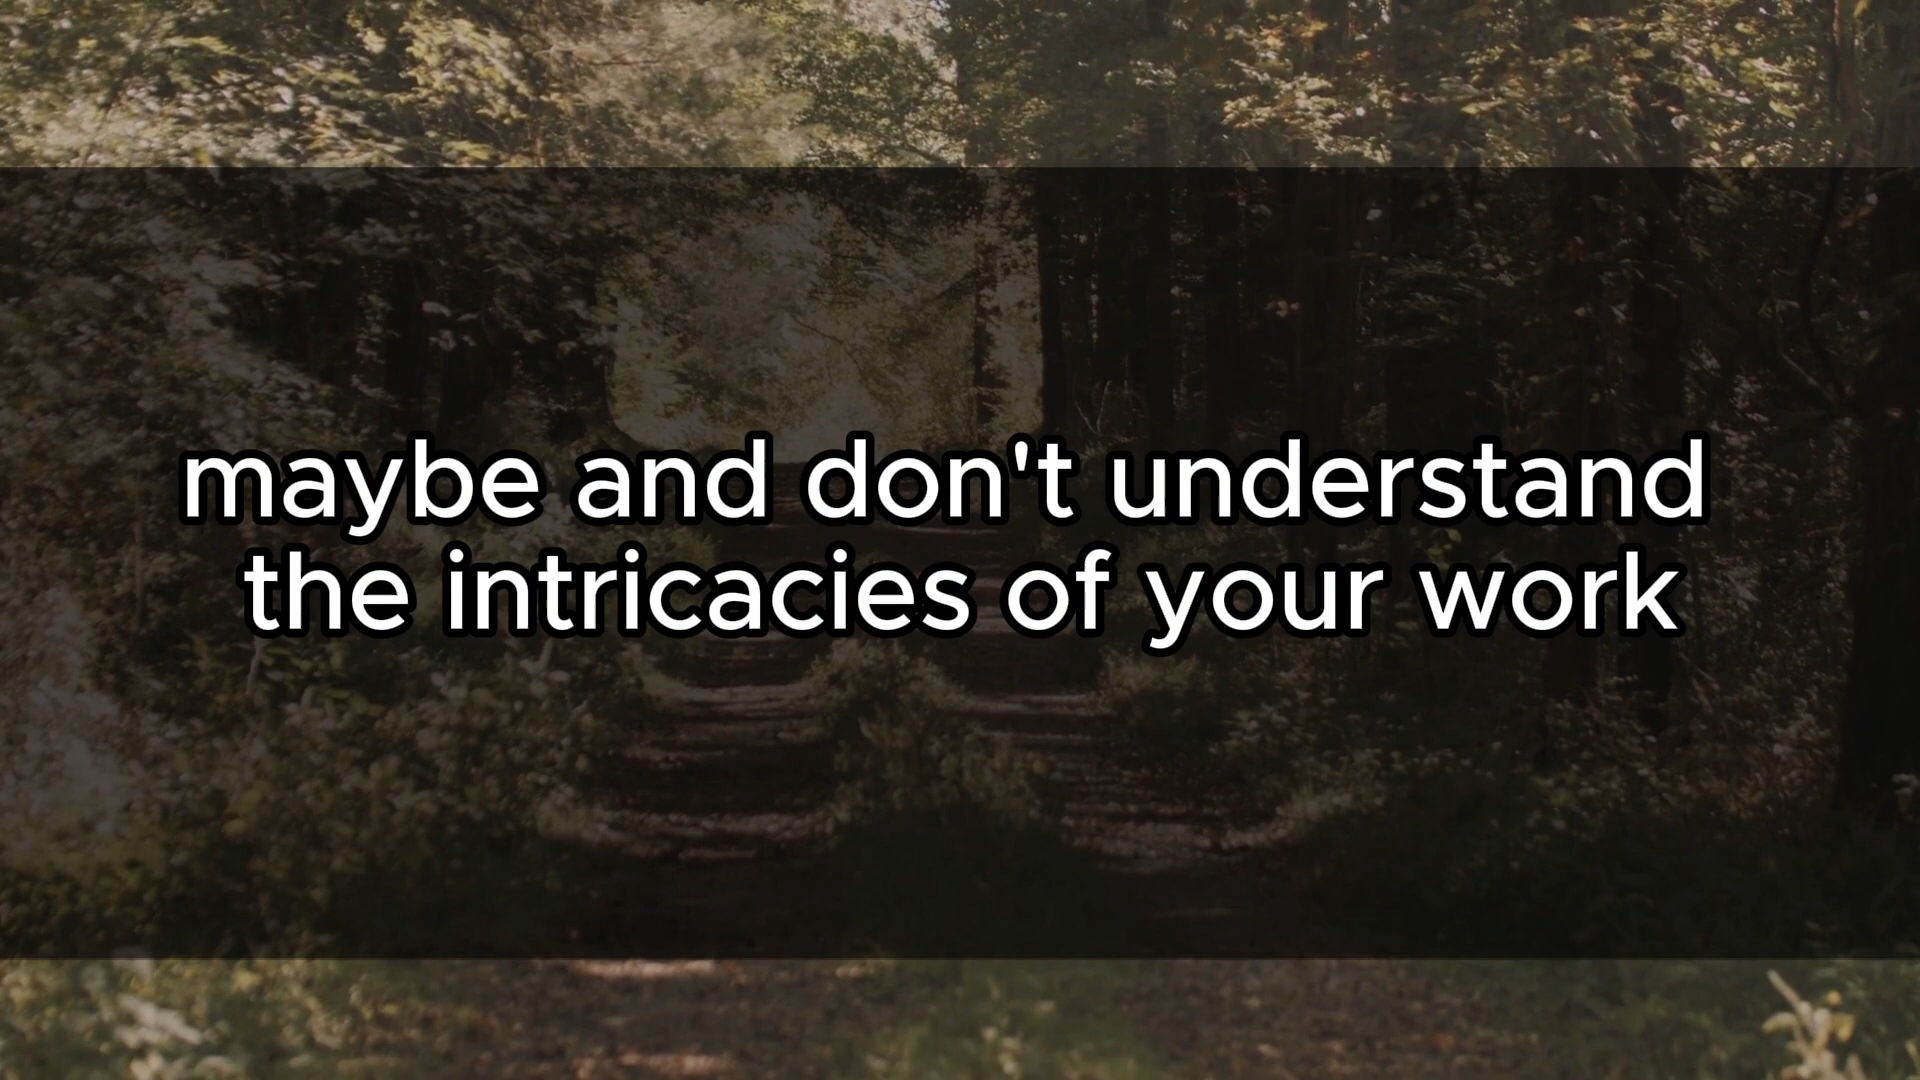 maybe and don't understand
the intricacies of your work